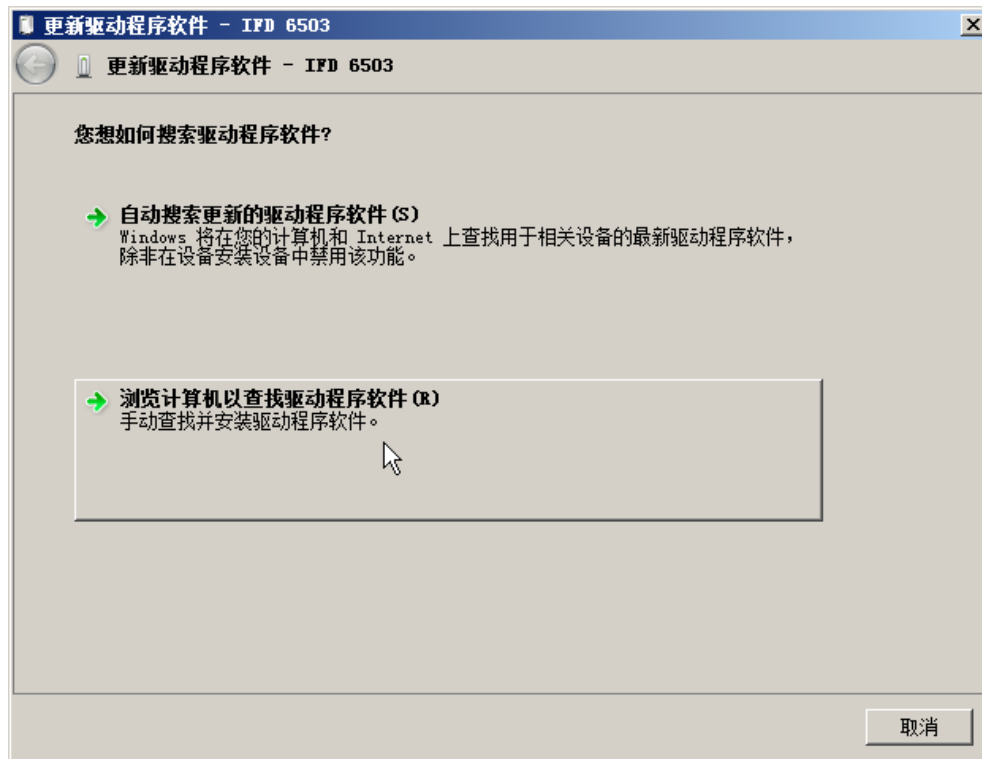 更新驱动程序软件 - IFD 6503
更新驱动程序软件 - IFD 6503
您想如何搜索驱动程序软件?
自动搜索更新的驱动程序软件(S)
Windows 将在您的计算机和 Internet 上查找用于相关设备的最新驱动程序软件，
除非在设备安装设备中禁用该功能。
浏览计算机以查找驱动程序软件(R)
手动查找并安装驱动程序软件。
取消